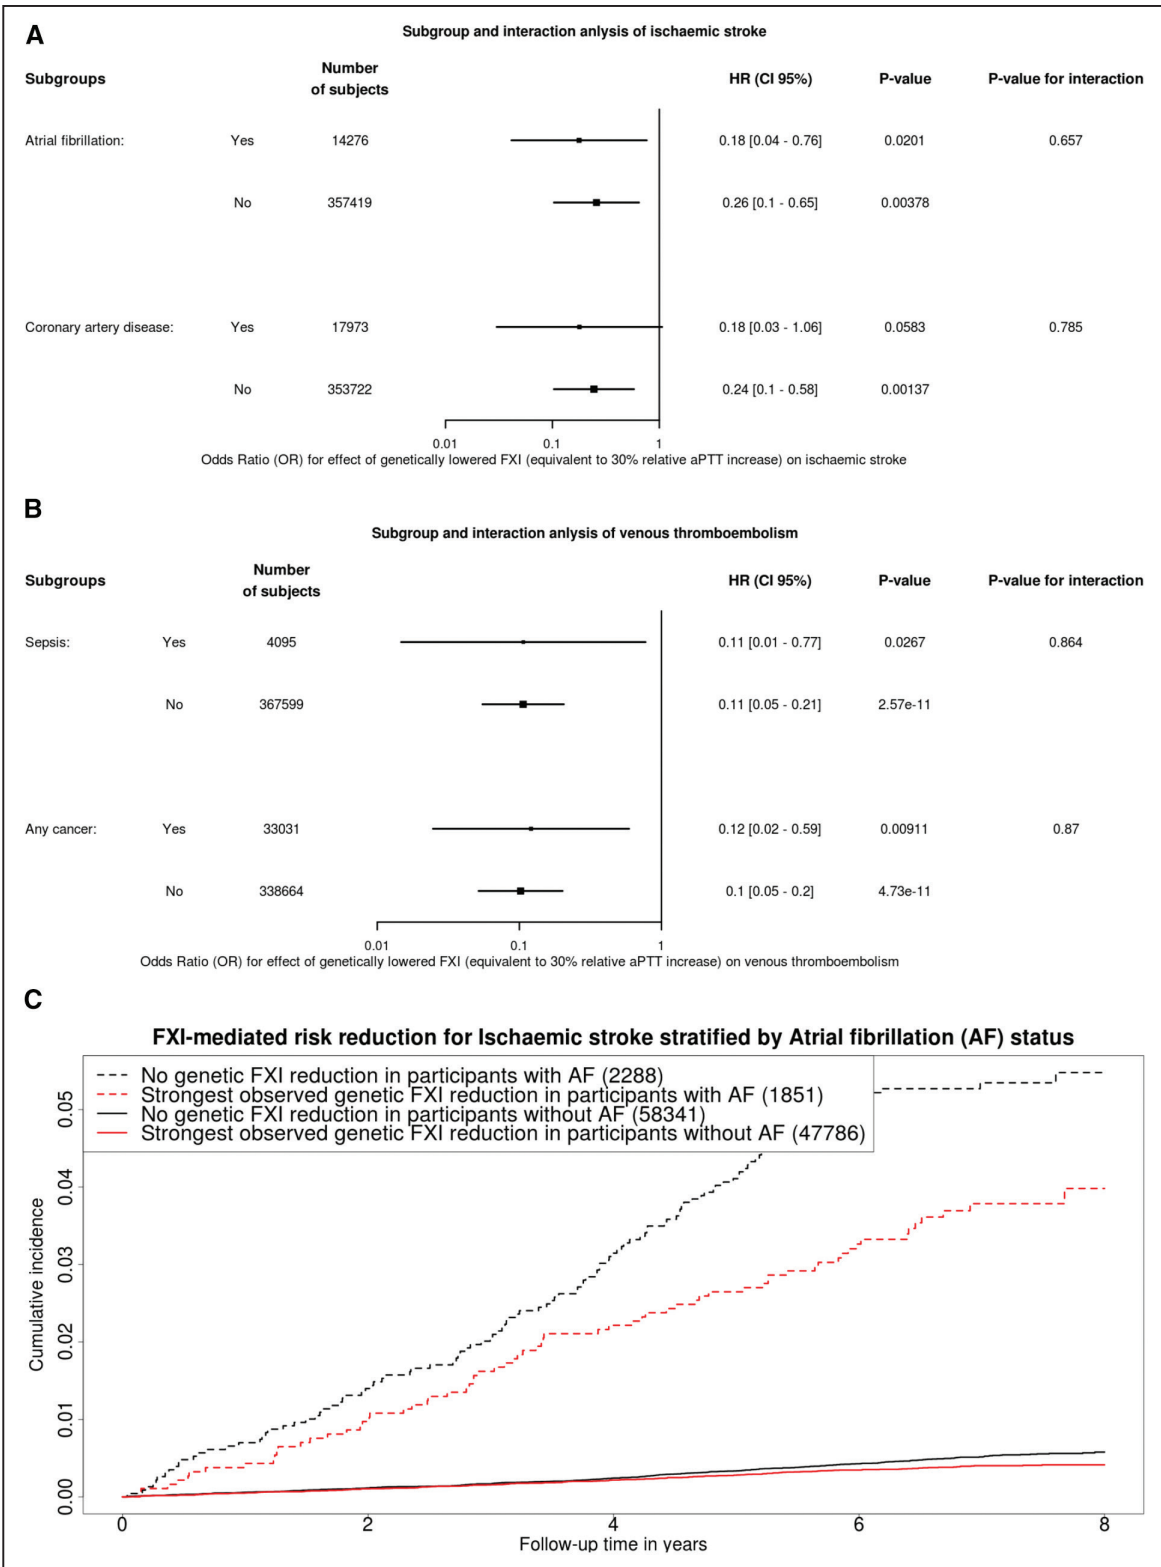 A
Subgroup and interaction anlysis of ischaemic stroke
Subgroups Number of subjects HR (CI 95%) P-value P-value for interaction
Atrial fibrillation: Yes 14276 0.18 [0.04 - 0.76] 0.0201 0.657
No 357419 0.26 [0.1 - 0.65] 0.00378
Coronary artery disease: Yes 17973 0.18 [0.03 - 1.06] 0.0583 0.785
No 353722 0.24 [0.1 - 0.58] 0.00137
0.01 0.1 1
Odds Ratio (OR) for effect of genetically lowered FXI (equivalent to 30% relative aPTT increase) on ischaemic stroke
B
Subgroup and interaction anlysis of venous thromboembolism
Subgroups Number of subjects HR (CI 95%) P-value P-value for interaction
Sepsis: Yes 4095 0.11 [0.01 - 0.77] 0.0267 0.864
No 367599 0.11 [0.05 - 0.21] 2.57e-11
Any cancer: Yes 33031 0.12 [0.02 - 0.59] 0.00911 0.87
No 338664 0.1 [0.05 - 0.2] 4.73e-11
0.01 0.1 1
Odds Ratio (OR) for effect of genetically lowered FXI (equivalent to 30% relative aPTT increase) on venous thromboembolism
C
FXI-mediated risk reduction for Ischaemic stroke stratified by Atrial fibrillation (AF) status
No genetic FXI reduction in participants with AF (2288)
Strongest observed genetic FXI reduction in participants with AF (1851)
No genetic FXI reduction in participants without AF (58341)
Strongest observed genetic FXI reduction in participants without AF (47786)
Cumulative incidence
0.05
0.04
0.03
0.02
0.01
0.00
0 2 4 6 8
Follow-up time in years